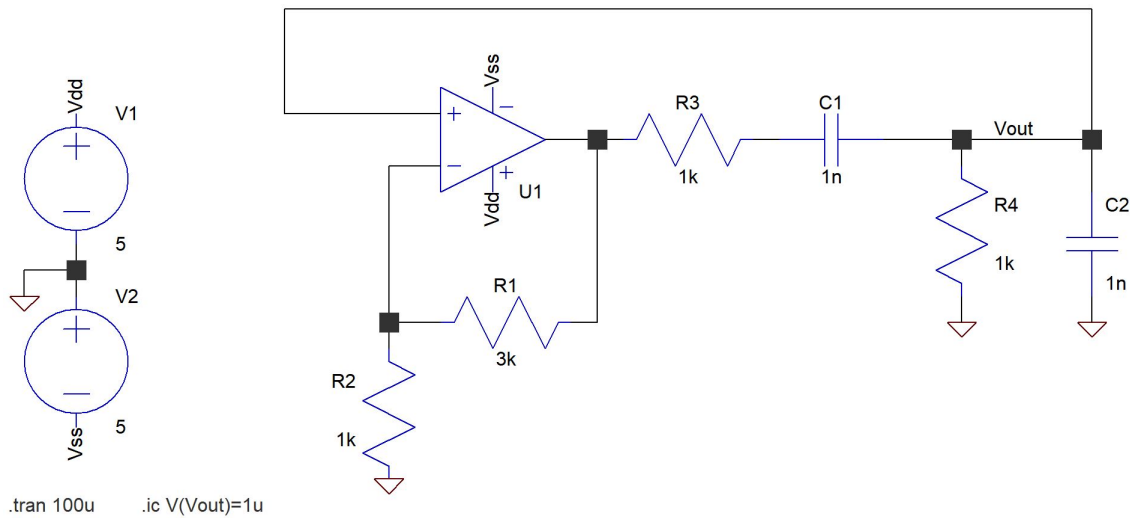 Vdd
V1
5
V2
5
Vss
Vss
U1
Vdd
R3
1k
C1
1n
Vout
R4
1k
C2
1n
R1
3k
R2
1k
.tran 100u
.ic V(Vout)=1u